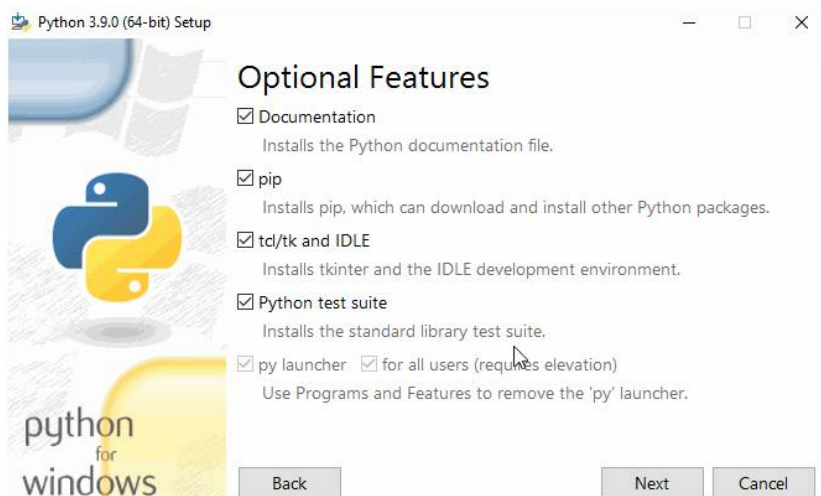 Python 3.9.0 (64-bit) Setup
Optional Features
Documentation
Installs the Python documentation file.
pip
Installs pip, which can download and install other Python packages.
tcl/tk and IDLE
Installs tkinter and the IDLE development environment.
Python test suite
Installs the standard library test suite.
py launcher for all users (requires elevation)
Use Programs and Features to remove the 'py' launcher.
python
for
windows
Back Next Cancel